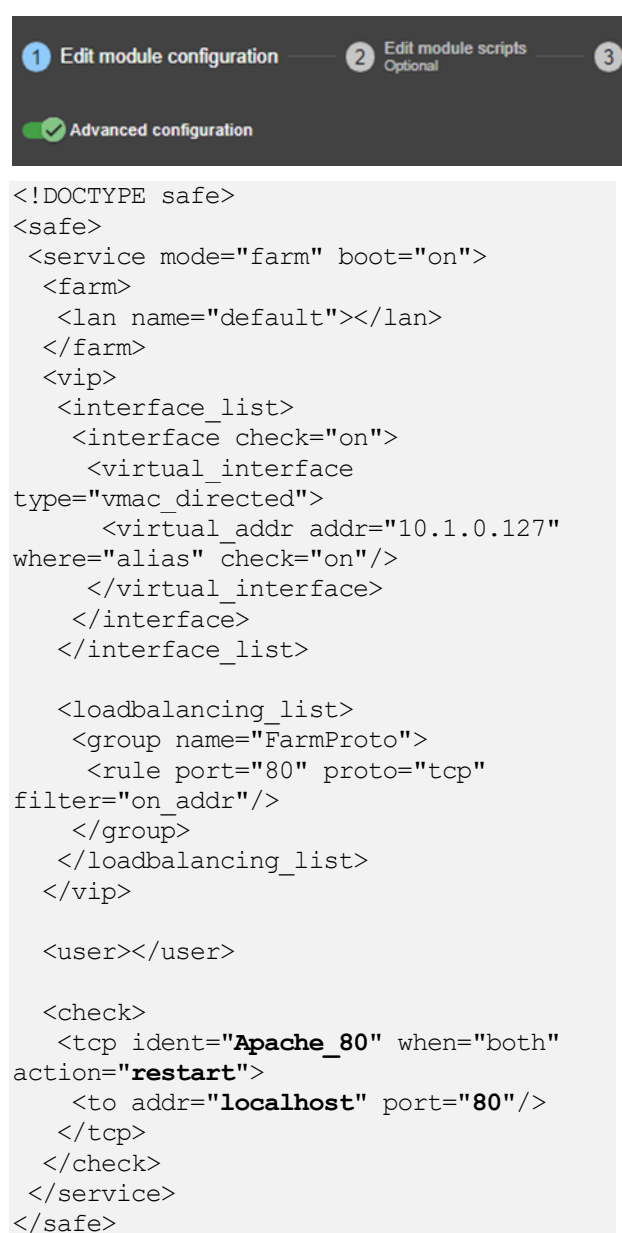 1 Edit module configuration 2 Edit module scripts 3
Optional
Advanced configuration
<!DOCTYPE safe>
<safe>
 <service mode="farm" boot="on">
  <farm>
   <lan name="default"></lan>
  </farm>
  <vip>
   <interface_list>
    <interface check="on">
     <virtual_interface
type="vmac_directed">
      <virtual_addr addr="10.1.0.127"
where="alias" check="on"/>
     </virtual_interface>
    </interface>
   </interface_list>

   <loadbalancing_list>
    <group name="FarmProto">
     <rule port="80" proto="tcp"
filter="on_addr"/>
    </group>
   </loadbalancing_list>
  </vip>

  <user></user>

  <check>
   <tcp ident="Apache_80" when="both"
action="restart">
    <to addr="localhost" port="80"/>
   </tcp>
  </check>
 </service>
</safe>